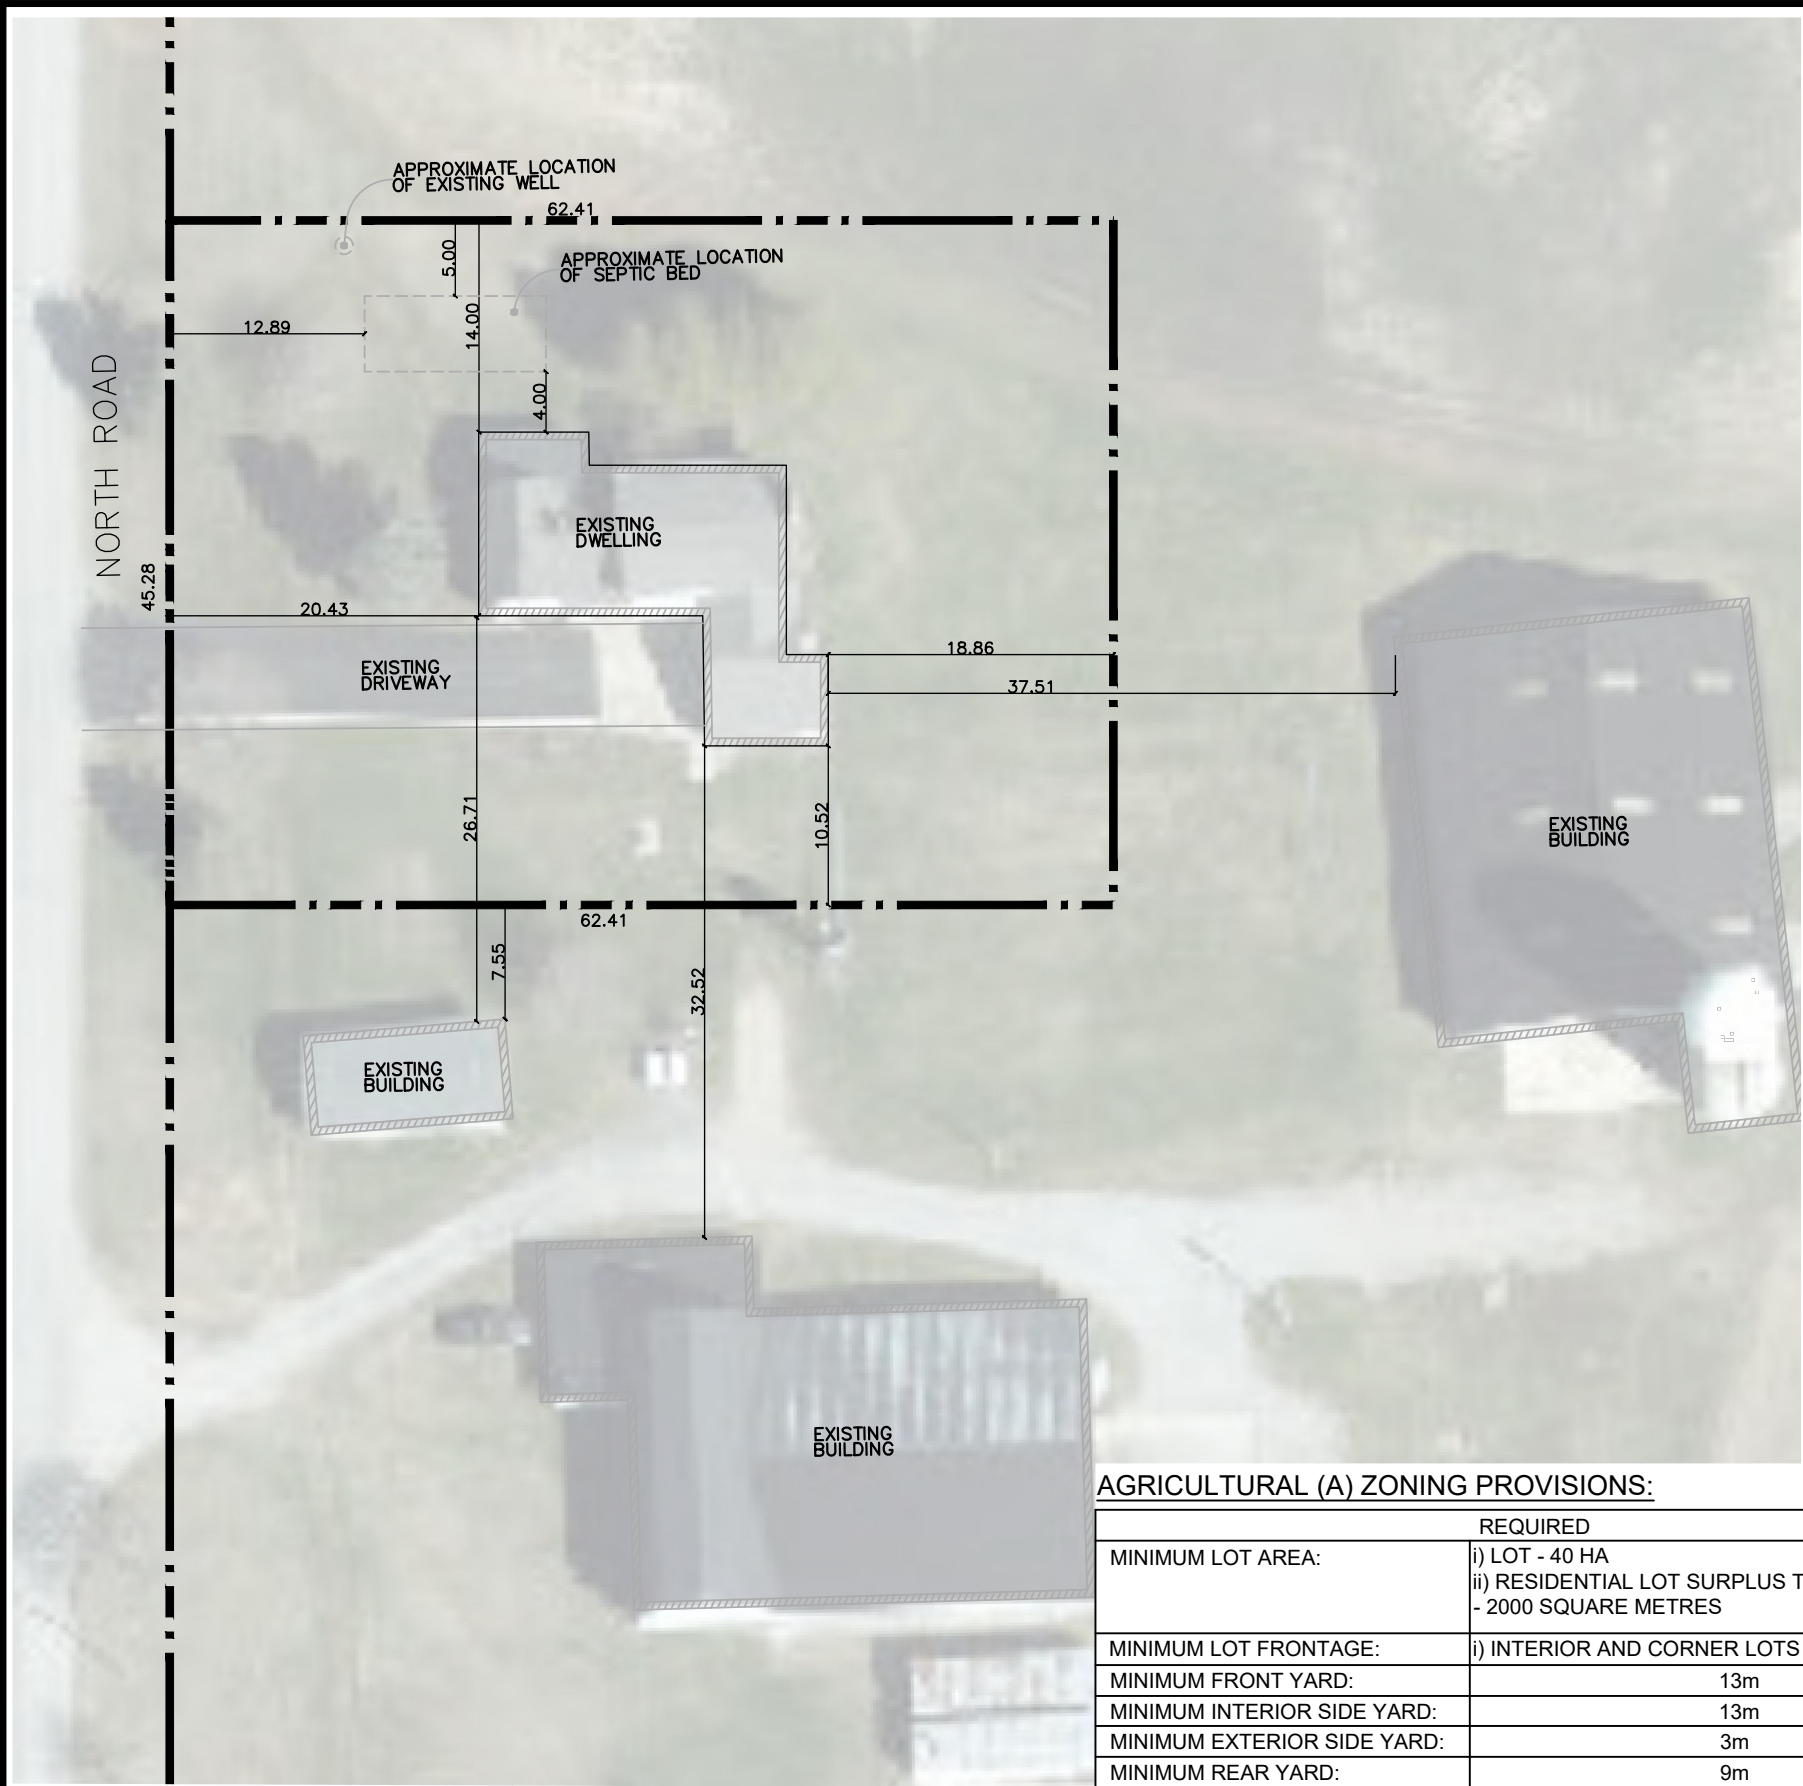 APPROXIMATE LOCATION
OF EXISTING WELL
62.41
5.00
APPROXIMATE LOCATION
OF SEPTIC BED
14.00
12.89
4.00
NORTH ROAD
EXISTING
DWELLING
45.28
20.43
EXISTING
DRIVEWAY
18.86
37.51
26.71
10.52
EXISTING
BUILDING
62.41
7.55
32.52
EXISTING
BUILDING
EXISTING
BUILDING
AGRICULTURAL (A) ZONING PROVISIONS:
REQUIRED
MINIMUM LOT AREA:
i) LOT - 40 HA
ii) RESIDENTIAL LOT SURPLUS T
- 2000 SQUARE METRES
MINIMUM LOT FRONTAGE:
i) INTERIOR AND CORNER LOTS
MINIMUM FRONT YARD:
13m
MINIMUM INTERIOR SIDE YARD:
13m
MINIMUM EXTERIOR SIDE YARD:
3m
MINIMUM REAR YARD:
9m